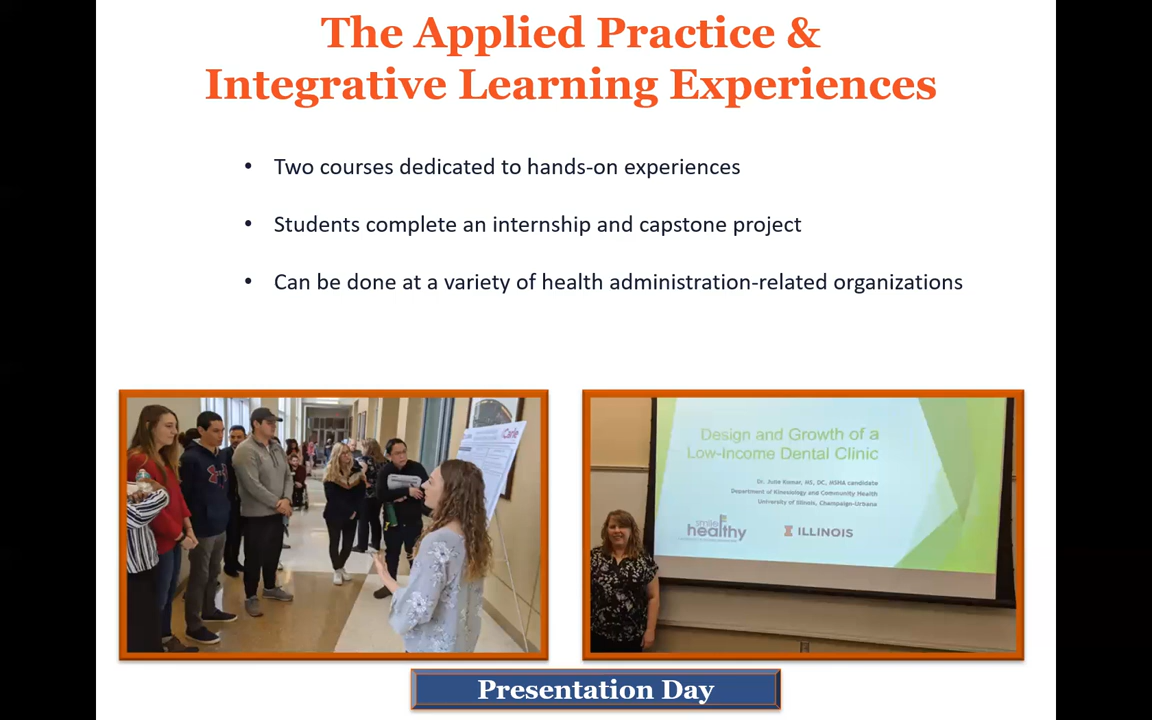 The Applied Practice &
Integrative Learning Experiences
• Two courses dedicated to hands-on experiences
• Students complete an internship and capstone project
• Can be done at a variety of health administration-related organizations
Carle
Design and Growth of a
Low-Income Dental Clinic
Dr. Julie Kumar, MS, DC, MSHA candidate
Department of Kinesiology and Community Health
University of Illinois, Champaign-Urbana
smile
healthy
I ILLINOIS
Presentation Day